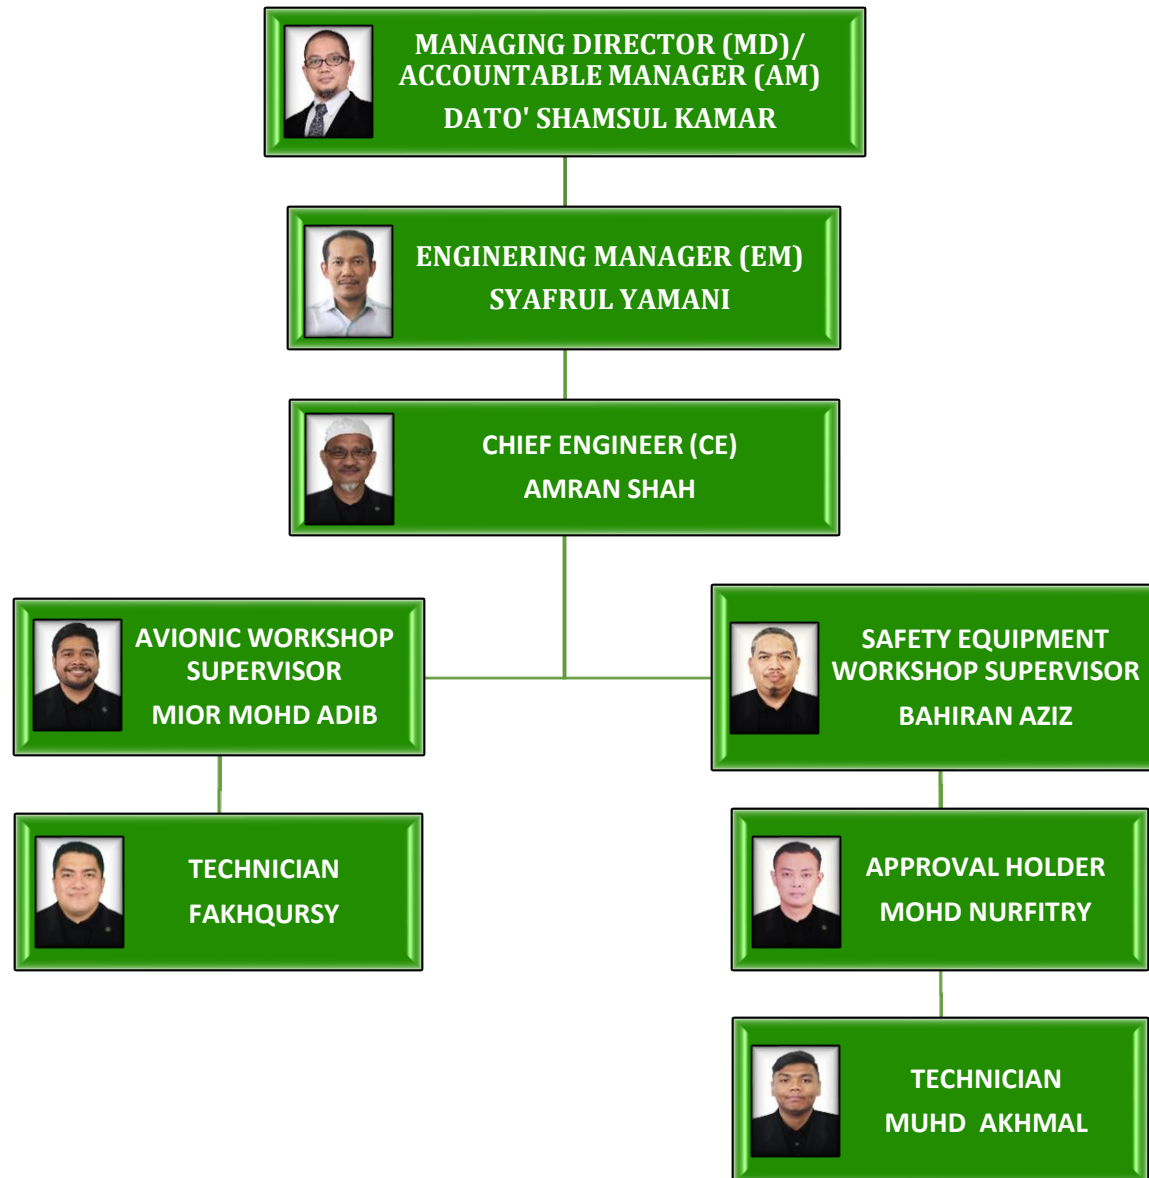 MANAGING DIRECTOR (MD)/
ACCOUNTABLE MANAGER (AM)
DATO' SHAMSUL KAMAR
ENGINERING MANAGER (EM)
SYAFRUL YAMANI
CHIEF ENGINEER (CE)
AMRAN SHAH
AVIONIC WORKSHOP
SUPERVISOR
MIOR MOHD ADIB
SAFETY EQUIPMENT
WORKSHOP SUPERVISOR
BAHIRAN AZIZ
TECHNICIAN
FAKHQURSY
APPROVAL HOLDER
MOHD NURFITRY
TECHNICIAN
MUHD  AKHMAL